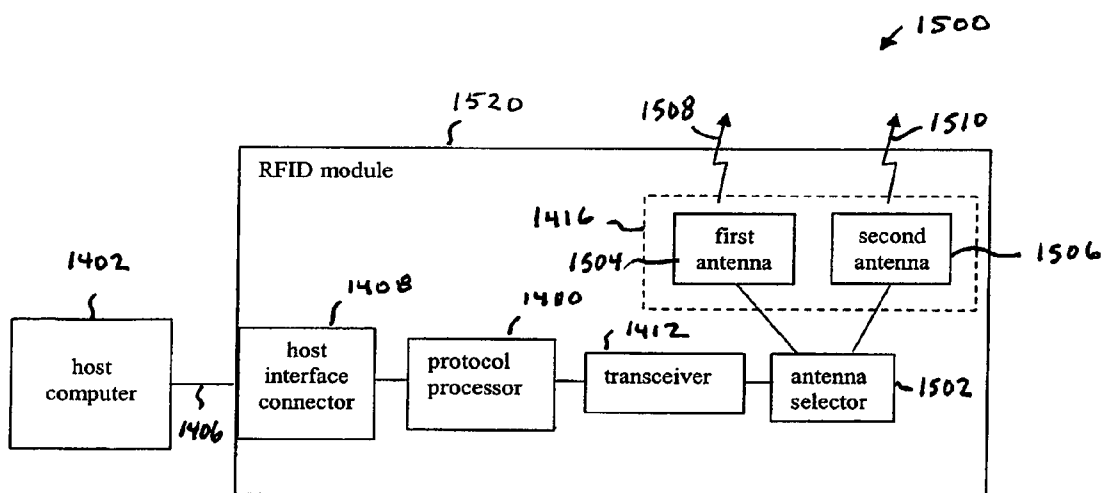 1500
1520
1508
1510
RFID module
1416
first
antenna
second
antenna
1504
1506
1402
1408
1400
1412
host
computer
host
interface
connector
protocol
processor
transceiver
antenna
selector
1502
1406